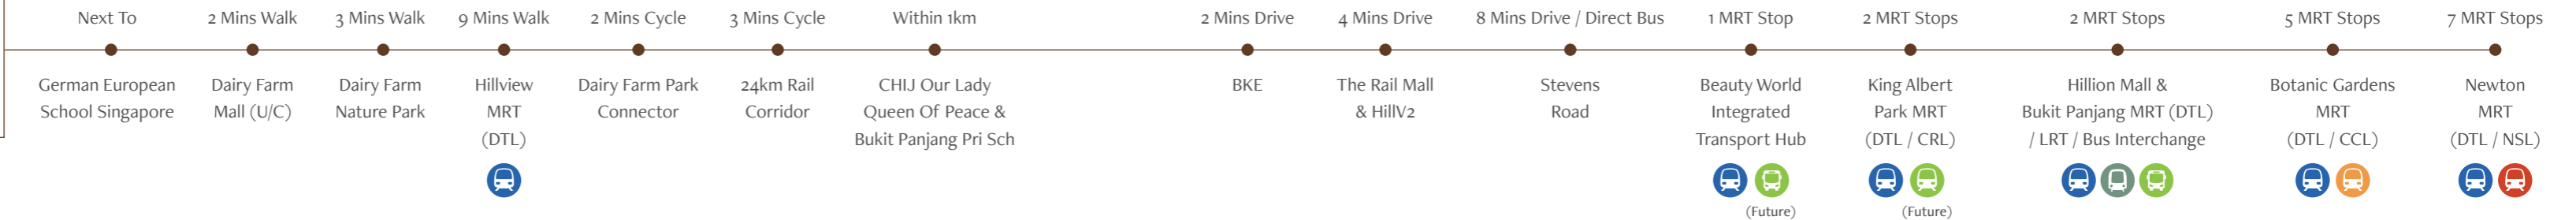 Next To
German European
School Singapore
2 Mins Walk
Dairy Farm
Mall (U/C)
3 Mins Walk
Dairy Farm
Nature Park
9 Mins Walk
Hillview
MRT
(DTL)
2 Mins Cycle
Dairy Farm Park
Connector
3 Mins Cycle
24km Rail
Corridor
Within 1km
CHIJ Our Lady
Queen Of Peace &
Bukit Panjang Pri Sch
2 Mins Drive
BKE
4 Mins Drive
The Rail Mall
& HillV2
8 Mins Drive / Direct Bus
Stevens
Road
1 MRT Stop
Beauty World
Integrated
Transport Hub
(Future)
2 MRT Stops
King Albert
Park MRT
(DTL / CRL)
(Future)
2 MRT Stops
Hillion Mall &
Bukit Panjang MRT (DTL)
/ LRT / Bus Interchange
5 MRT Stops
Botanic Gardens
MRT
(DTL / CCL)
7 MRT Stops
Newton
MRT
(DTL / NSL)